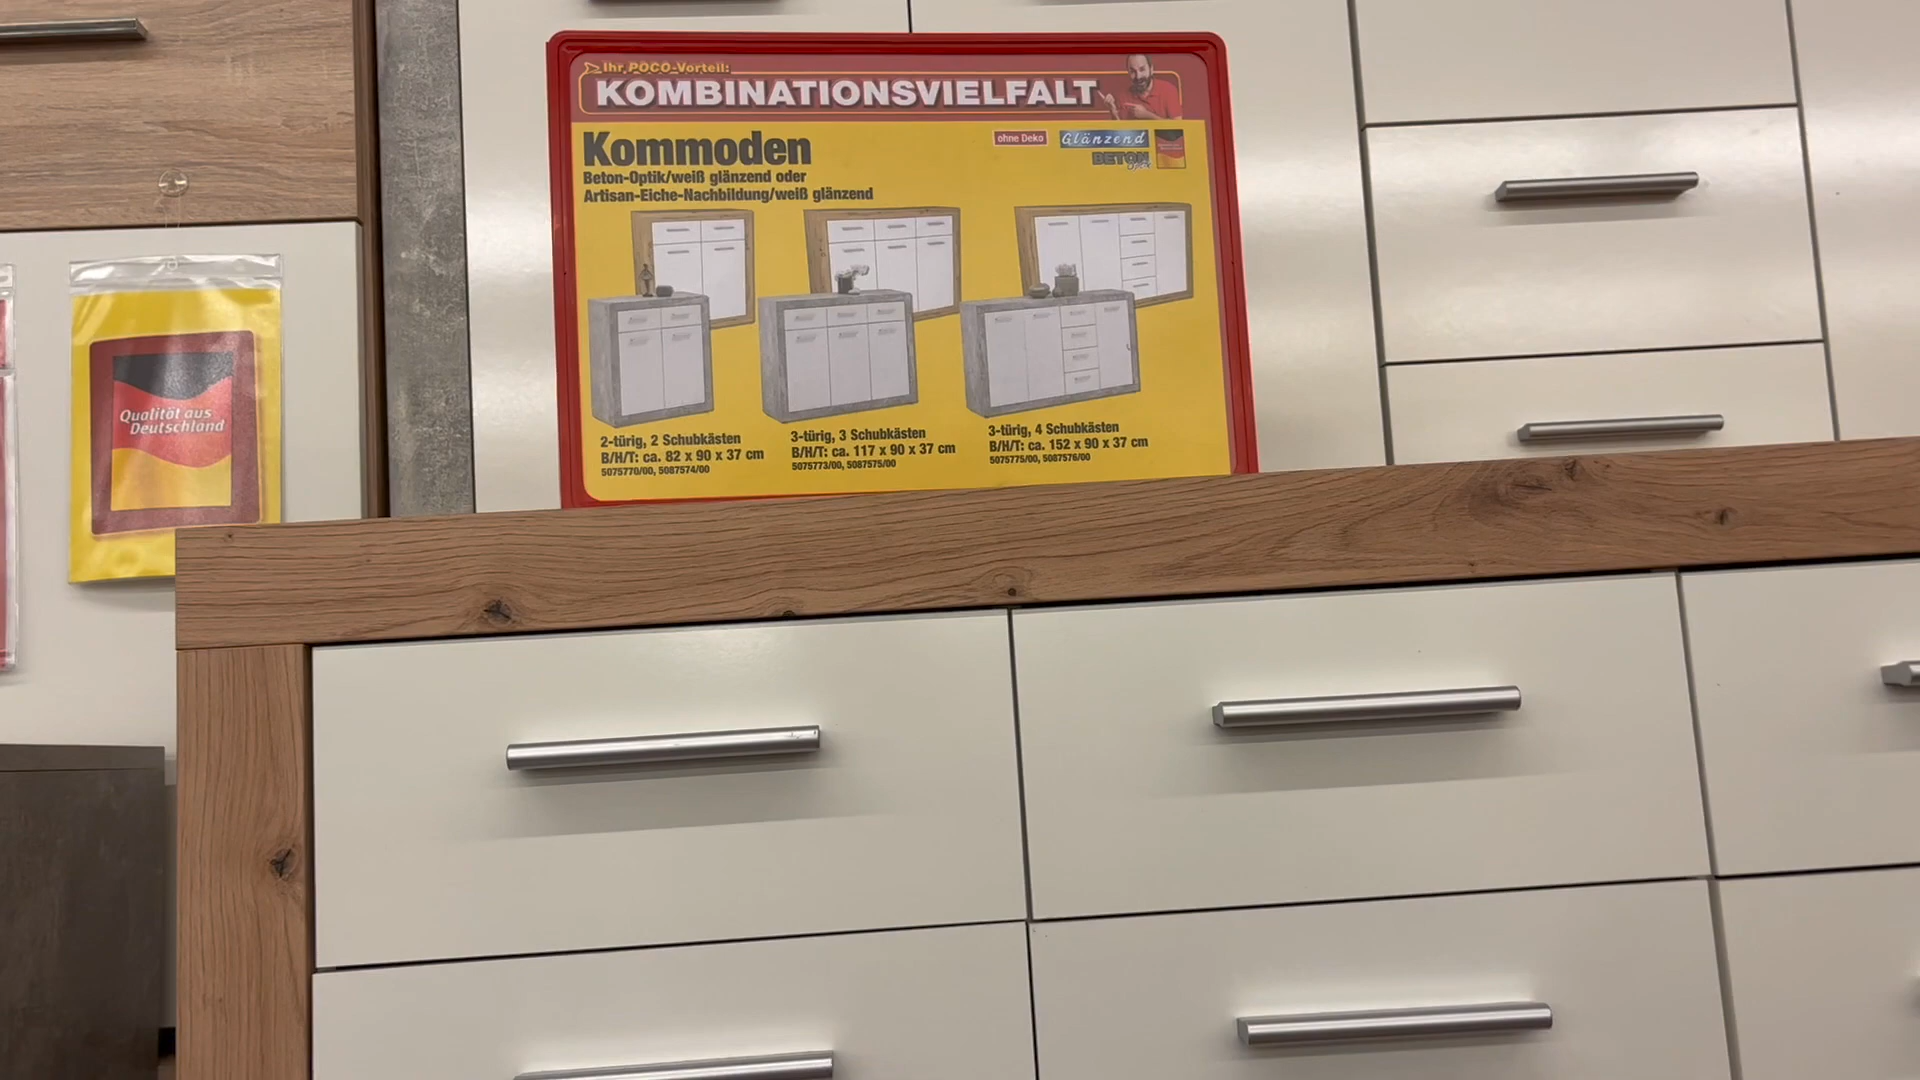 Ihr POCO-Vorteil:
KOMBINATIONSVIELFALT
Kommoden
Beton-Optik/weiß glänzend oder
Artisan-Eiche-Nachbildung/weiß glänzend
ohne Deko
Glänzend
BETON
2-türig, 2 Schubkästen
B/H/T: ca. 82 x 90 x 37 cm
5075770/00, 5087574/00
3-türig, 3 Schubkästen
B/H/T: ca. 117 x 90 x 37 cm
5075773/00, 5087575/00
3-türig, 4 Schubkästen
B/H/T: ca. 152 x 90 x 37 cm
5075775/00, 5087576/00
Qualität aus
Deutschland